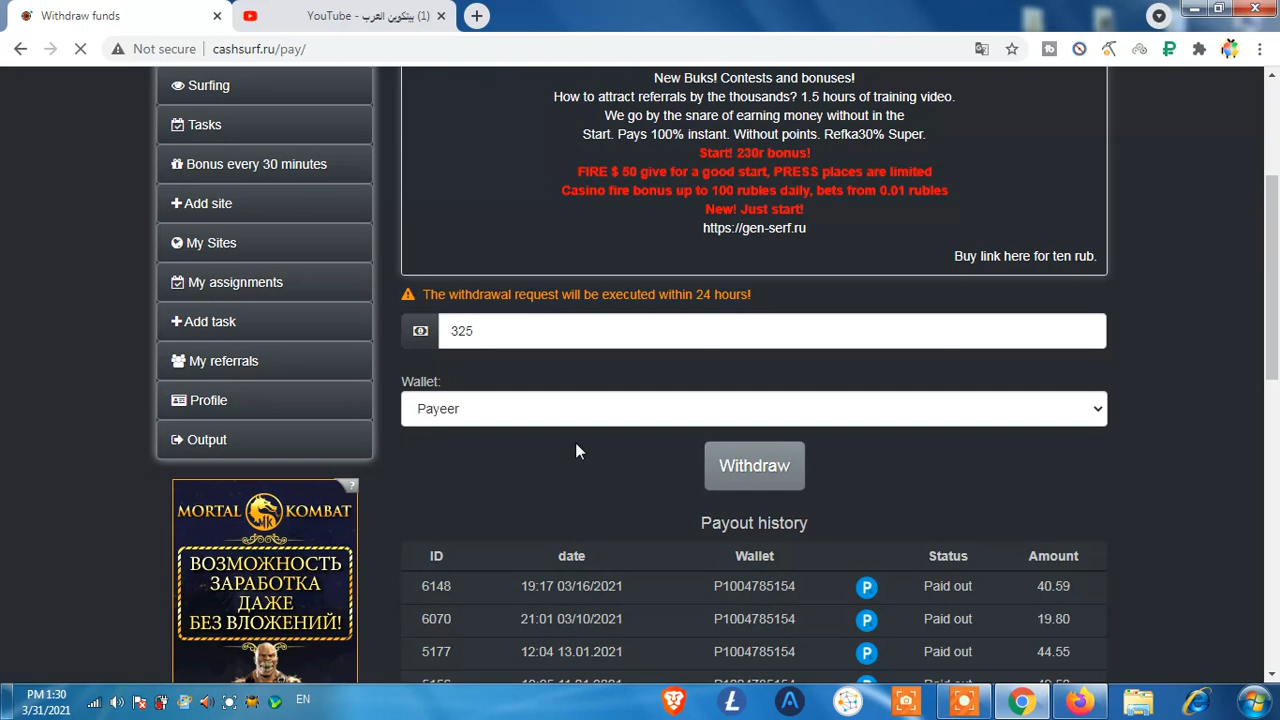 Withdraw funds
YouTube - بيتكوين العرب (1)
Not secure
cashsurf.ru/pay/
Surfing
Tasks
Bonus every 30 minutes
Add site
My Sites
My assignments
Add task
My referrals
Profile
Output
New Buks! Contests and bonuses!
How to attract referrals by the thousands? 1.5 hours of training video.
We go by the snare of earning money without in the
Start. Pays 100% instant. Without points. Refka30% Super.
Start! 230r bonus!
FIRE $ 50 give for a good start, PRESS places are limited
Casino fire bonus up to 100 rubles daily, bets from 0.01 rubles
New! Just start!
https://gen-serf.ru
Buy link here for ten rub.
The withdrawal request will be executed within 24 hours!
325
Wallet:
Payeer
Withdraw
Payout history
ID date Wallet Status Amount
6148 19:17 03/16/2021 P1004785154 P Paid out 40.59
6070 21:01 03/10/2021 P1004785154 P Paid out 19.80
5177 12:04 13.01.2021 P1004785154 P Paid out 44.55
MORTAL KOMBAT
ВОЗМОЖНОСТЬ
ЗАРАБОТКА
ДАЖЕ
БЕЗ ВЛОЖЕНИЙ!
PM 1:30
3/31/2021
EN